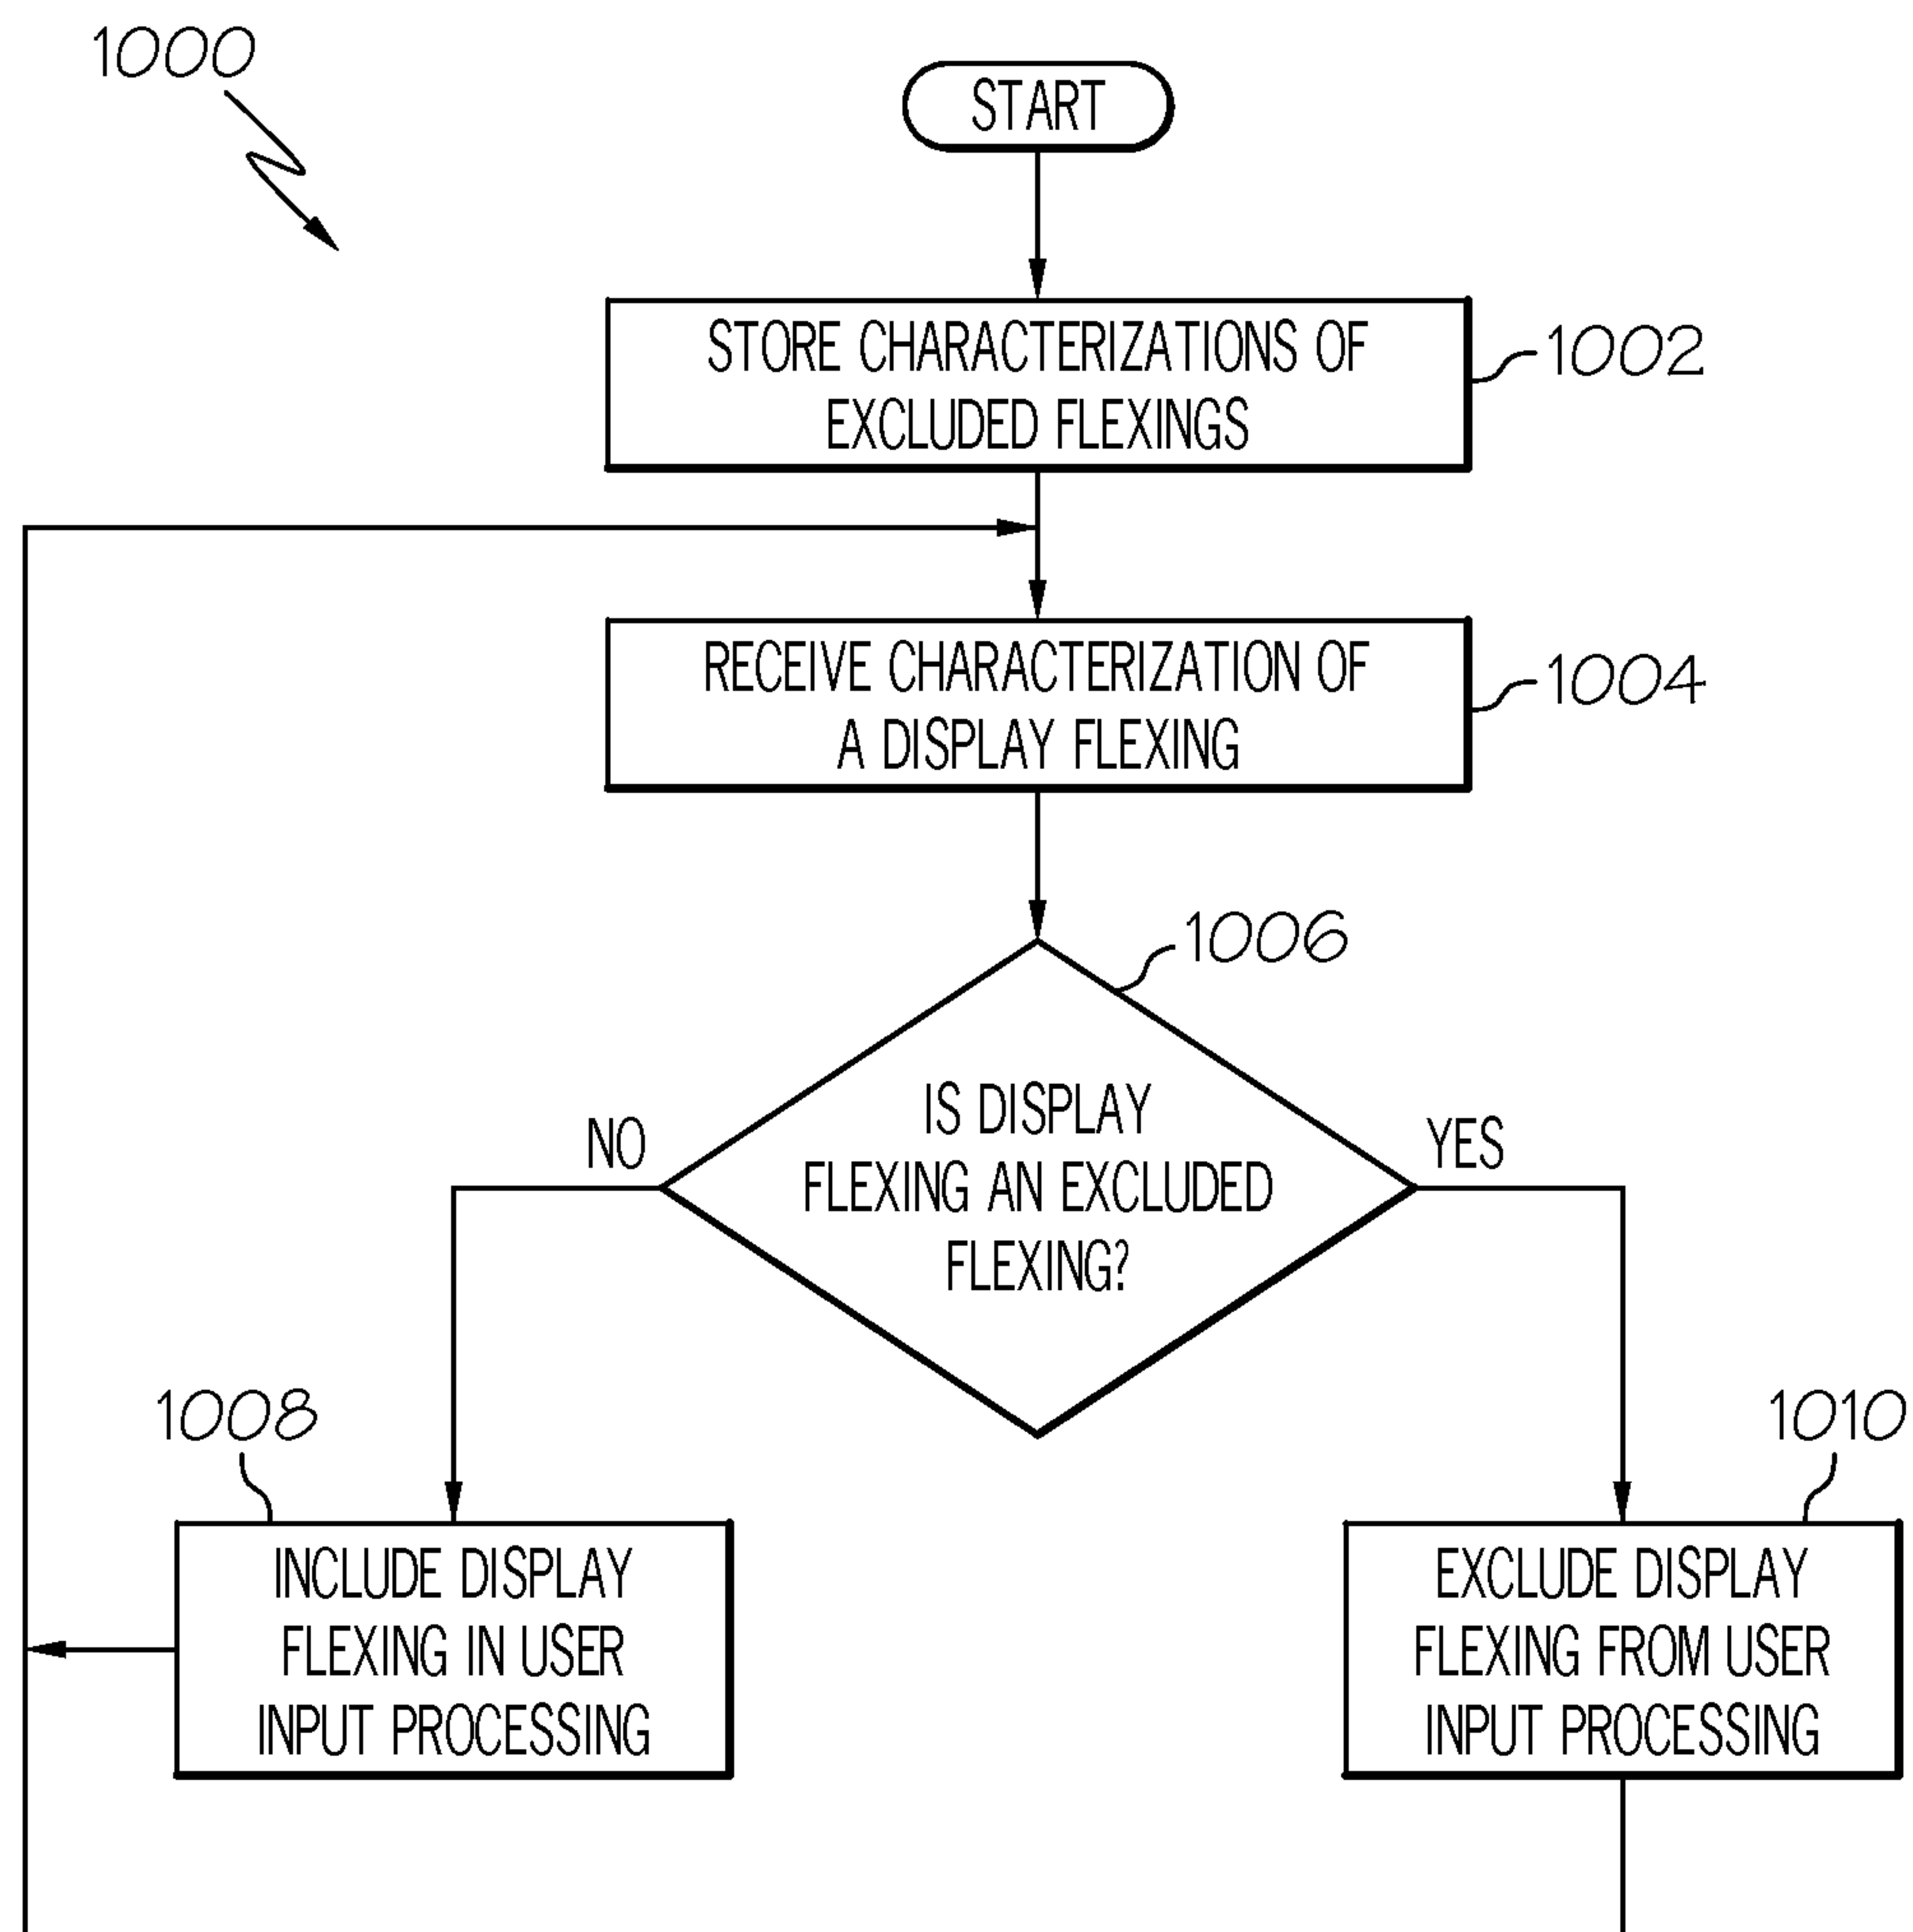 1000
START
STORE CHARACTERIZATIONS OF
EXCLUDED FLEXINGS
1002
RECEIVE CHARACTERIZATION OF
A DISPLAY FLEXING
1004
1006
IS DISPLAY
FLEXING AN EXCLUDED
FLEXING?
NO
YES
1008
INCLUDE DISPLAY
FLEXING IN USER
INPUT PROCESSING
1010
EXCLUDE DISPLAY
FLEXING FROM USER
INPUT PROCESSING